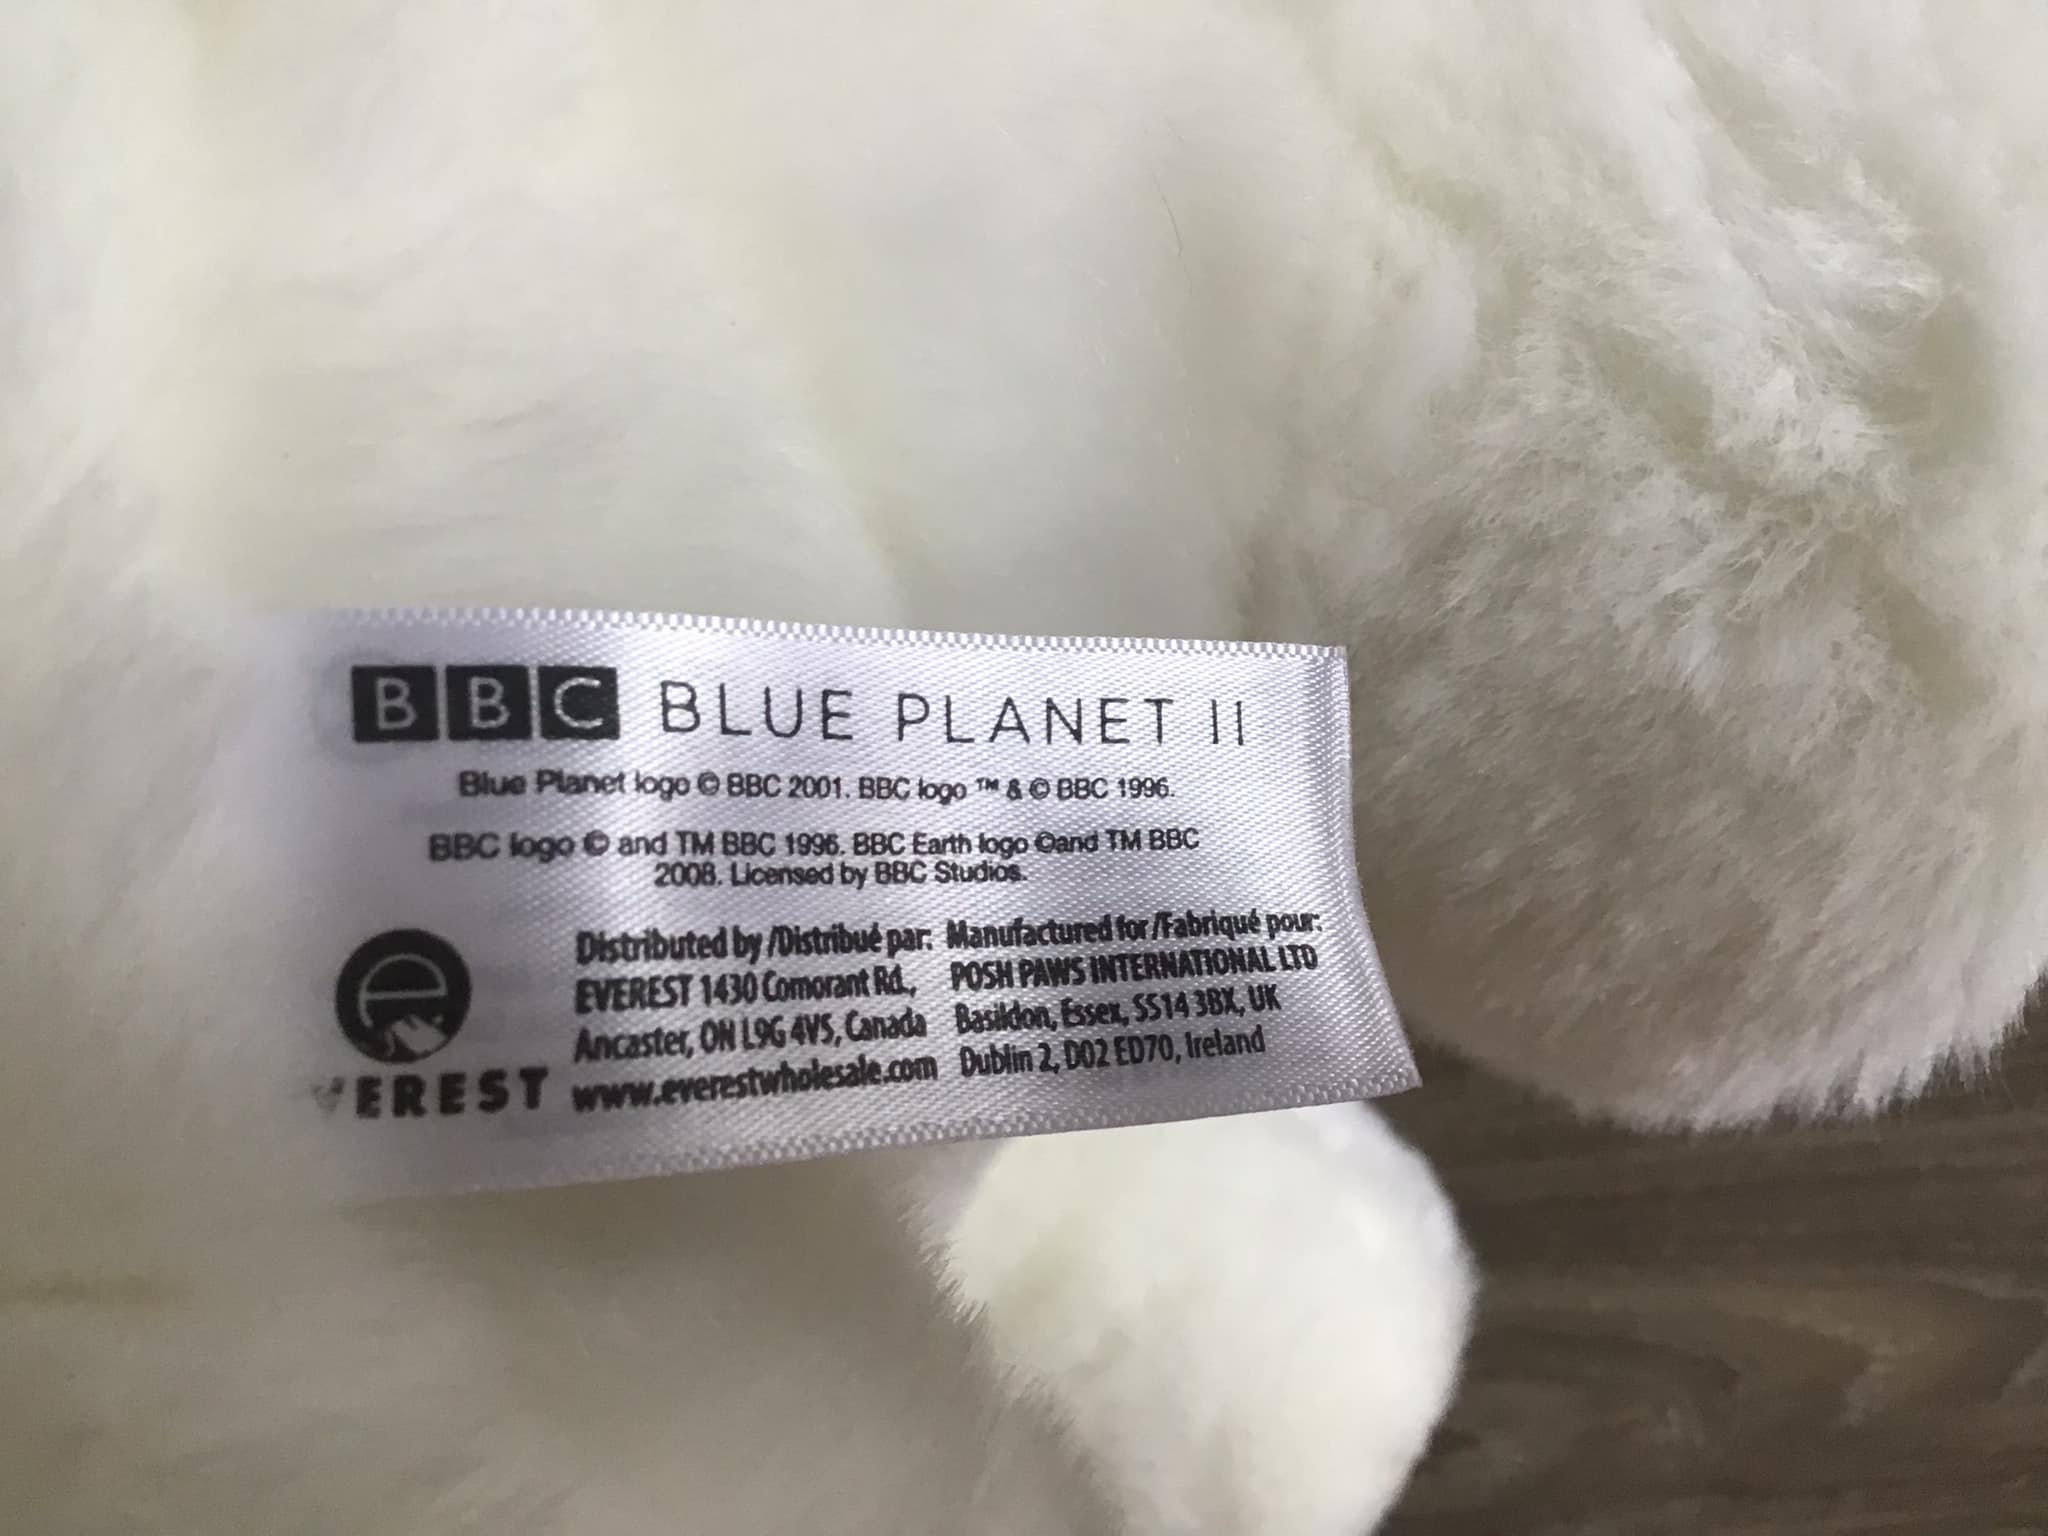 BBC BLUE PLANET II
Blue Planet logo © BBC 2001. BBC logo ™ & © BBC 1996.
BBC logo © and TM BBC 1996. BBC Earth logo ©and TM BBC
2008. Licensed by BBC Studios.
e
EVEREST
Distributed by /Distribué par:
EVEREST 1430 Comorant Rd.,
Ancaster, ON L9G 4V5, Canada
www.everestwholesale.com
Manufactured for /Fabriqué pour:
POSH PAWS INTERNATIONAL LTD
Basildon, Essex, SS14 3BX, UK
Dublin 2, D02 ED70, Ireland